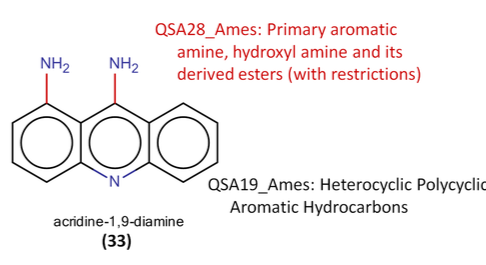 QSA28_Ames: Primary aromatic
amine, hydroxyl amine and its
derived esters (with restrictions)
NH2 NH2
N
QSA19_Ames: Heterocyclic Polycyclic
Aromatic Hydrocarbons
acridine-1,9-diamine
(33)